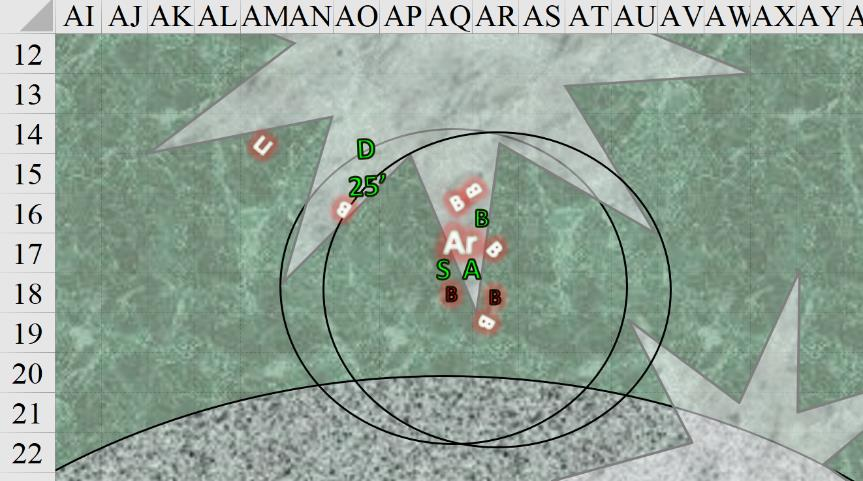 AI AJ AK AL AM AN AO AP AQ AR AS AT AU AV AW AX AY A
12
13
14 E D
15 25'
16 B B B B
17 Ar B
S A
18 B B
19 B
20
21
22